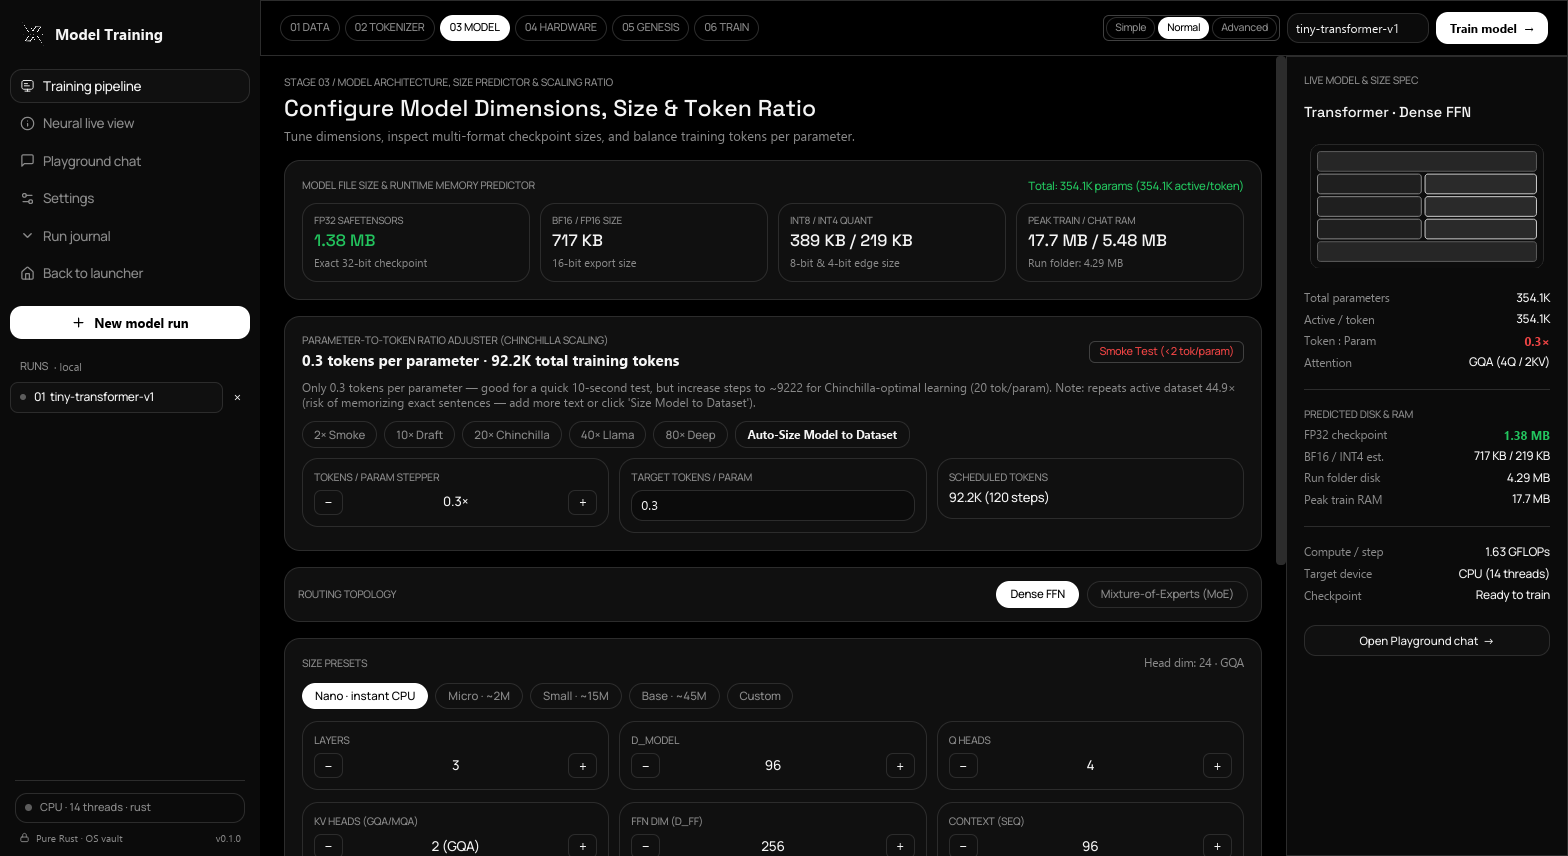 Model Training
Training pipeline
Neural live view
Playground chat
Settings
Run journal
Back to launcher
+ New model run
RUNS · local
01 tiny-transformer-v1 ×
CPU · 14 threads · rust
Pure Rust · OS vault v0.1.0
01 DATA 02 TOKENIZER 03 MODEL 04 HARDWARE 05 GENESIS 06 TRAIN
Simple Normal Advanced tiny-transformer-v1 Train model →
STAGE 03 / MODEL ARCHITECTURE, SIZE PREDICTOR & SCALING RATIO
Configure Model Dimensions, Size & Token Ratio
Tune dimensions, inspect multi-format checkpoint sizes, and balance training tokens per parameter.
MODEL FILE SIZE & RUNTIME MEMORY PREDICTOR Total: 354.1K params (354.1K active/token)
FP32 SAFETENSORS
1.38 MB
Exact 32-bit checkpoint
BF16 / FP16 SIZE
717 KB
16-bit export size
INT8 / INT4 QUANT
389 KB / 219 KB
8-bit & 4-bit edge size
PEAK TRAIN / CHAT RAM
17.7 MB / 5.48 MB
Run folder: 4.29 MB
PARAMETER-TO-TOKEN RATIO ADJUSTER (CHINCHILLA SCALING)
0.3 tokens per parameter · 92.2K total training tokens
Smoke Test (<2 tok/param)
Only 0.3 tokens per parameter — good for a quick 10-second test, but increase steps to ~9222 for Chinchilla-optimal learning (20 tok/param). Note: repeats active dataset 44.9×
(risk of memorizing exact sentences — add more text or click 'Size Model to Dataset').
2× Smoke 10× Draft 20× Chinchilla 40× Llama 80× Deep Auto-Size Model to Dataset
TOKENS / PARAM STEPPER
− 0.3× +
TARGET TOKENS / PARAM
0.3
SCHEDULED TOKENS
92.2K (120 steps)
ROUTING TOPOLOGY Dense FFN Mixture-of-Experts (MoE)
SIZE PRESETS Head dim: 24 · GQA
Nano · instant CPU Micro · ~2M Small · ~15M Base · ~45M Custom
LAYERS
− 3 +
D_MODEL
− 96 +
Q HEADS
− 4 +
KV HEADS (GQA/MQA)
− 2 (GQA) +
FFN DIM (D_FF)
− 256 +
CONTEXT (SEQ)
− 96 +
LIVE MODEL & SIZE SPEC
Transformer · Dense FFN
Total parameters 354.1K
Active / token 354.1K
Token : Param 0.3×
Attention GQA (4Q / 2KV)
PREDICTED DISK & RAM
FP32 checkpoint 1.38 MB
BF16 / INT4 est. 717 KB / 219 KB
Run folder disk 4.29 MB
Peak train RAM 17.7 MB
Compute / step 1.63 GFLOPs
Target device CPU (14 threads)
Checkpoint Ready to train
Open Playground chat →